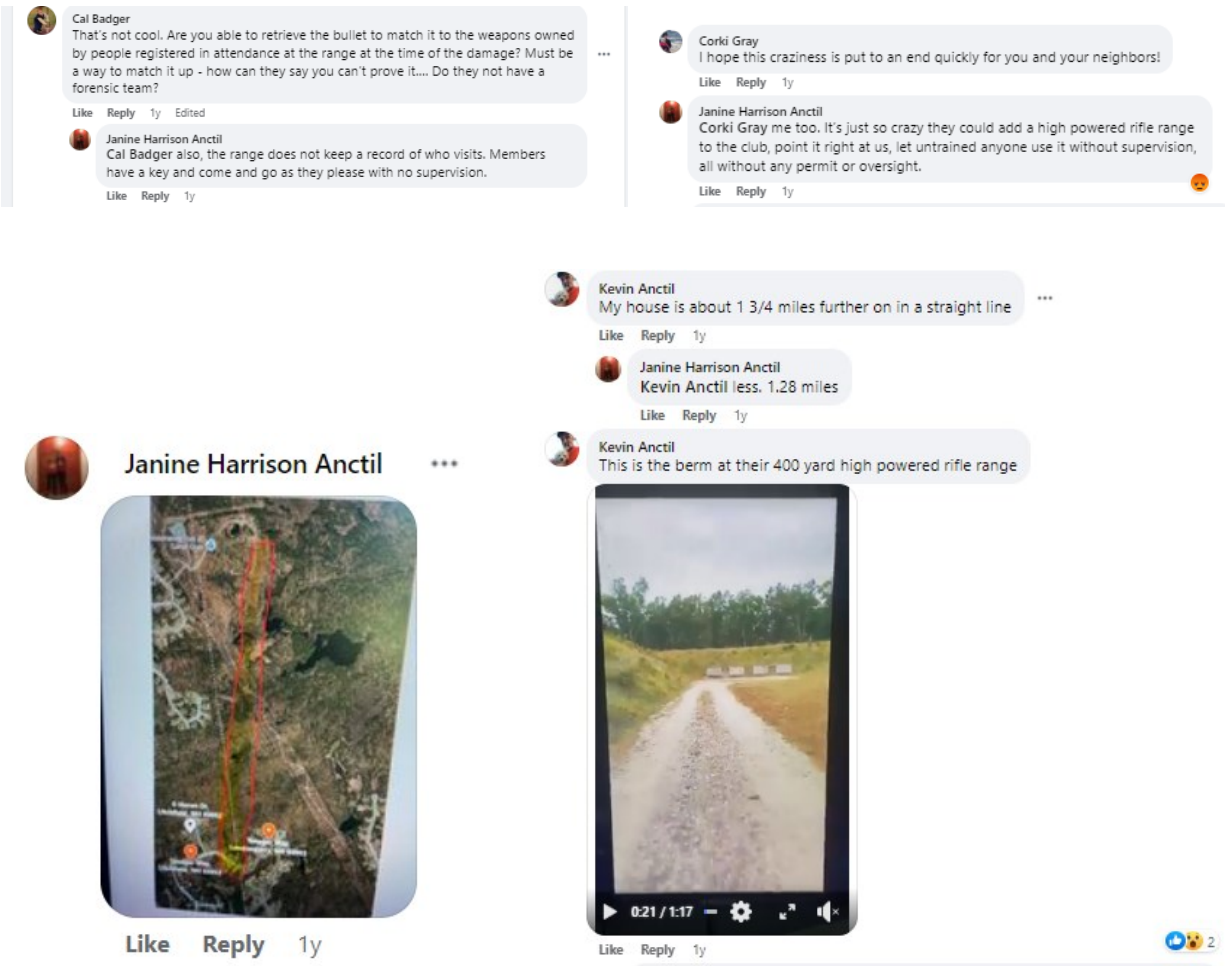 Cal Badger
That's not cool. Are you able to retrieve the bullet to match it to the weapons owned
by people registered in attendance at the range at the time of the damage? Must be
a way to match it up - how can they say you can't prove it.... Do they not have a
forensic team?
Like Reply 1y Edited
Janine Harrison Anctil
Cal Badger also, the range does not keep a record of who visits. Members
have a key and come and go as they please with no supervision.
Like Reply 1y
Corki Gray
I hope this craziness is put to an end quickly for you and your neighbors!
Like Reply 1y
Janine Harrison Anctil
Corki Gray me too. It's just so crazy they could add a high powered rifle range
to the club, point it right at us, let untrained anyone use it without supervision,
all without any permit or oversight.
Like Reply 1y
Kevin Anctil
My house is about 1 3/4 miles further on in a straight line
Like Reply 1y
Janine Harrison Anctil
Kevin Anctil less. 1.28 miles
Like Reply 1y
Kevin Anctil
This is the berm at their 400 yard high powered rifle range
0:21 / 1:17
Like Reply 1y
2
Janine Harrison Anctil
Like Reply 1y